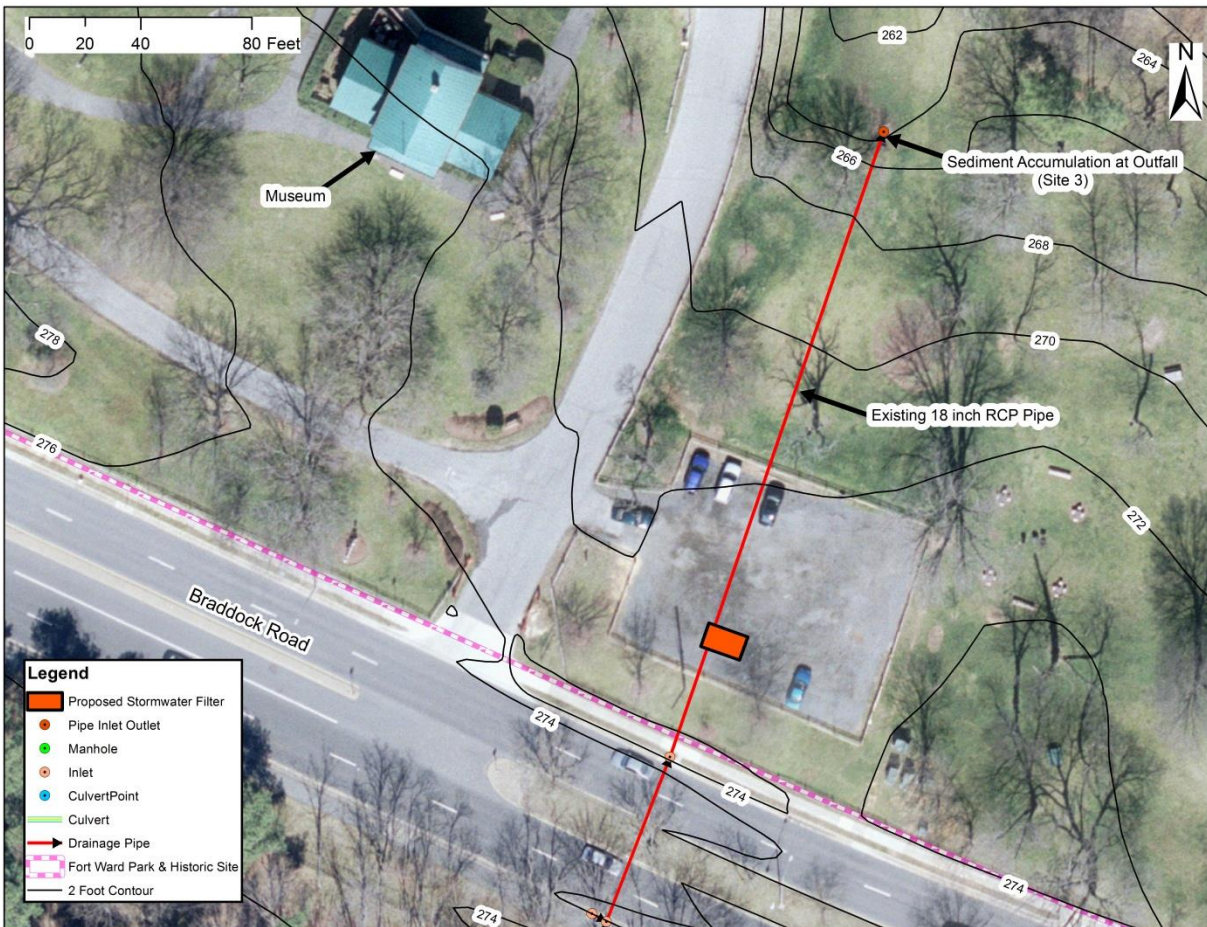 0 20 40 80 Feet
262
N
264
266
Sediment Accumulation at Outfall
(Site 3)
Museum
268
278
270
Existing 18 inch RCP Pipe
276
272
Braddock Road
274
274
274
274
Legend
Proposed Stormwater Filter
Pipe Inlet Outlet
Manhole
Inlet
CulvertPoint
Culvert
Drainage Pipe
Fort Ward Park & Historic Site
2 Foot Contour